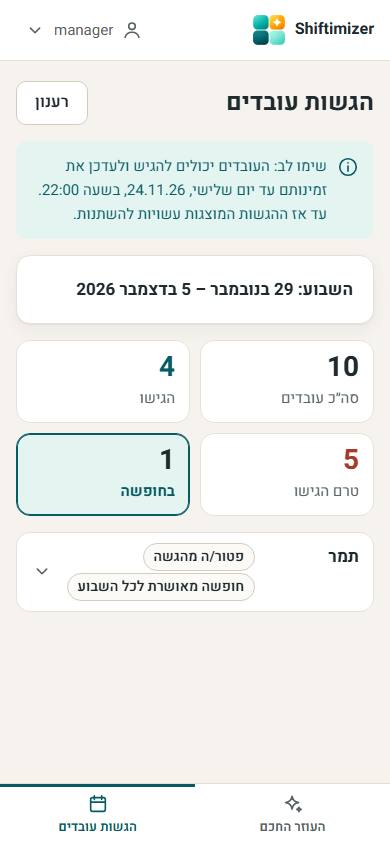 Shiftimizer
manager
הגשות עובדים
רענון
שימו לב: העובדים יכולים להגיש ולעדכן את
זמינותם עד יום שלישי, 24.11.26, בשעה 22:00.
עד אז ההגשות המוצגות עשויות להשתנות.
השבוע: 29 בנובמבר – 5 בדצמבר 2026
10
סה״כ עובדים
4
הגישו
5
טרם הגישו
1
בחופשה
תמר
פטור/ה מהגשה
חופשה מאושרת לכל השבוע
העוזר החכם
הגשות עובדים